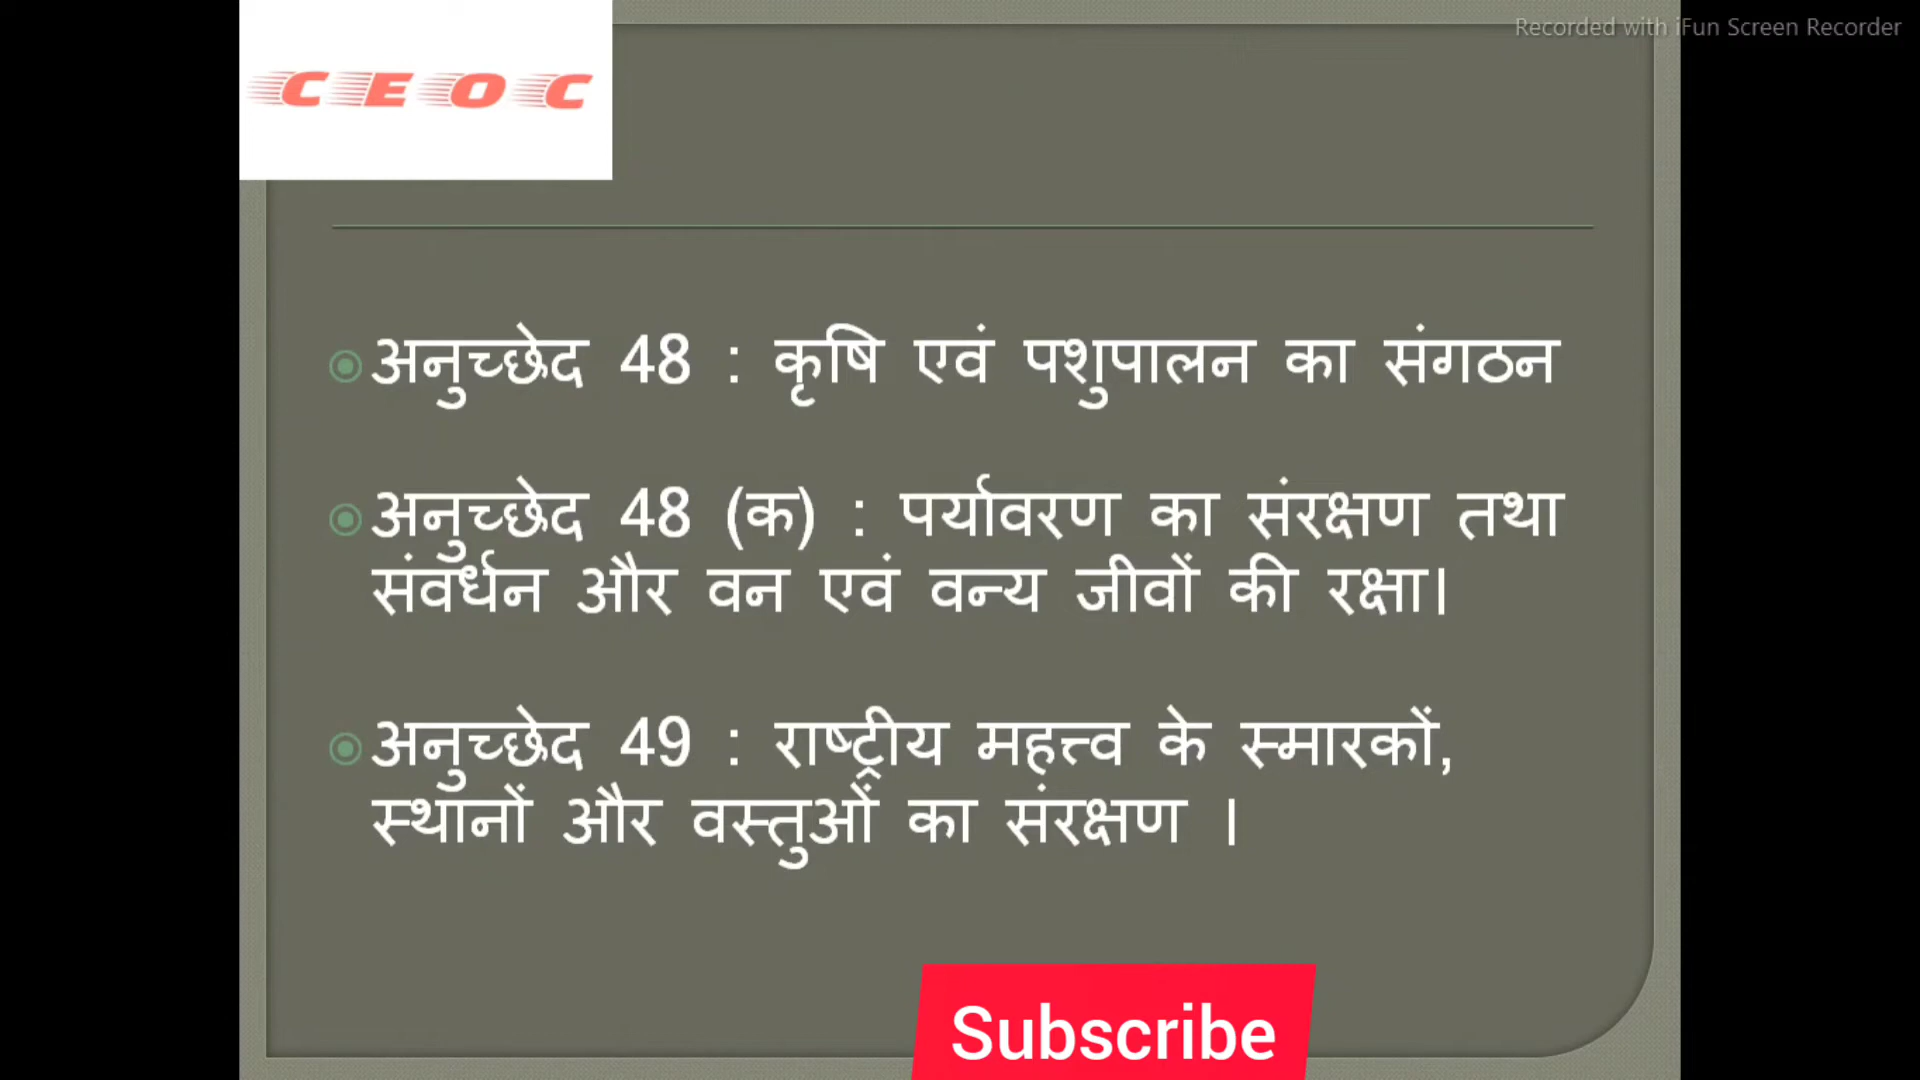 Recorded with iFun Screen Recorder
CEOC
अनुच्छेद 48 : कृषि एवं पशुपालन का संगठन
अनुच्छेद 48 (क) : पर्यावरण का संरक्षण तथा
संवर्धन और वन एवं वन्य जीवों की रक्षा।
अनुच्छेद 49 : राष्ट्रीय महत्त्व के स्मारकों,
स्थानों और वस्तुओं का संरक्षण ।
Subscribe